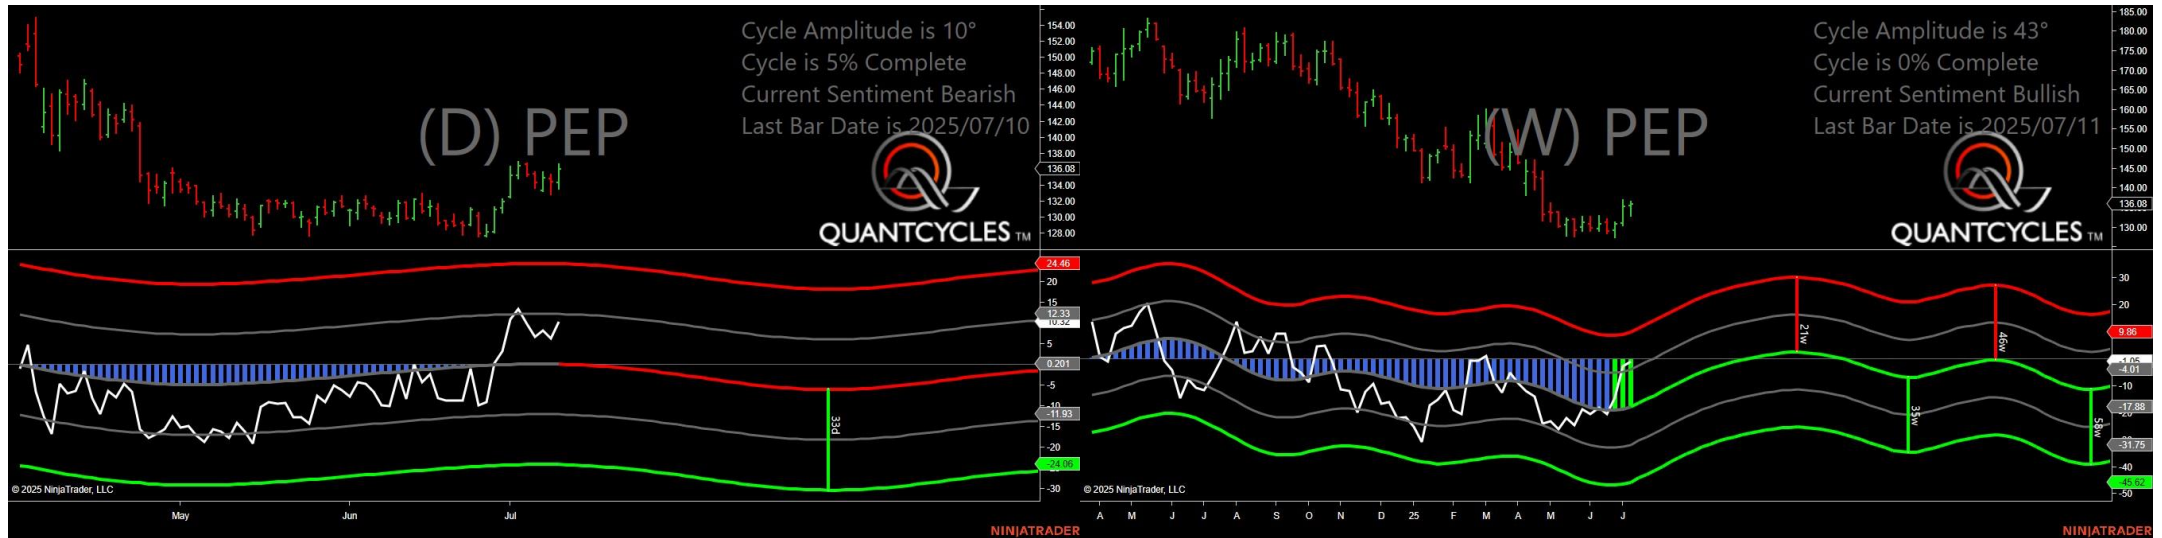 Cycle Amplitude is 10°
Cycle is 5% Complete
Current Sentiment Bearish
Last Bar Date is 2025/07/10
(D) PEP
QUANTCYCLES TM
154.00
152.00
150.00
148.00
146.00
144.00
142.00
140.00
138.00
136.08
134.00
132.00
130.00
128.00
24.46
20
15
12.33
10.32
5
0.201
-5
-10
-11.93
-15
-20
-24.06
-30
33d
© 2025 NinjaTrader, LLC
May
Jun
Jul
NINJATRADER
Cycle Amplitude is 43°
Cycle is 0% Complete
Current Sentiment Bullish
Last Bar Date is 2025/07/11
(W) PEP
QUANTCYCLES TM
185.00
180.00
175.00
170.00
165.00
160.00
155.00
150.00
145.00
140.00
136.08
130.00
30
20
9.86
-1.05
-4.01
-10
-17.88
-31.75
-40
-45.62
-50
21w
46w
35w
58w
© 2025 NinjaTrader, LLC
A M J J A S O N D 25 F M A M J J
NINJATRADER